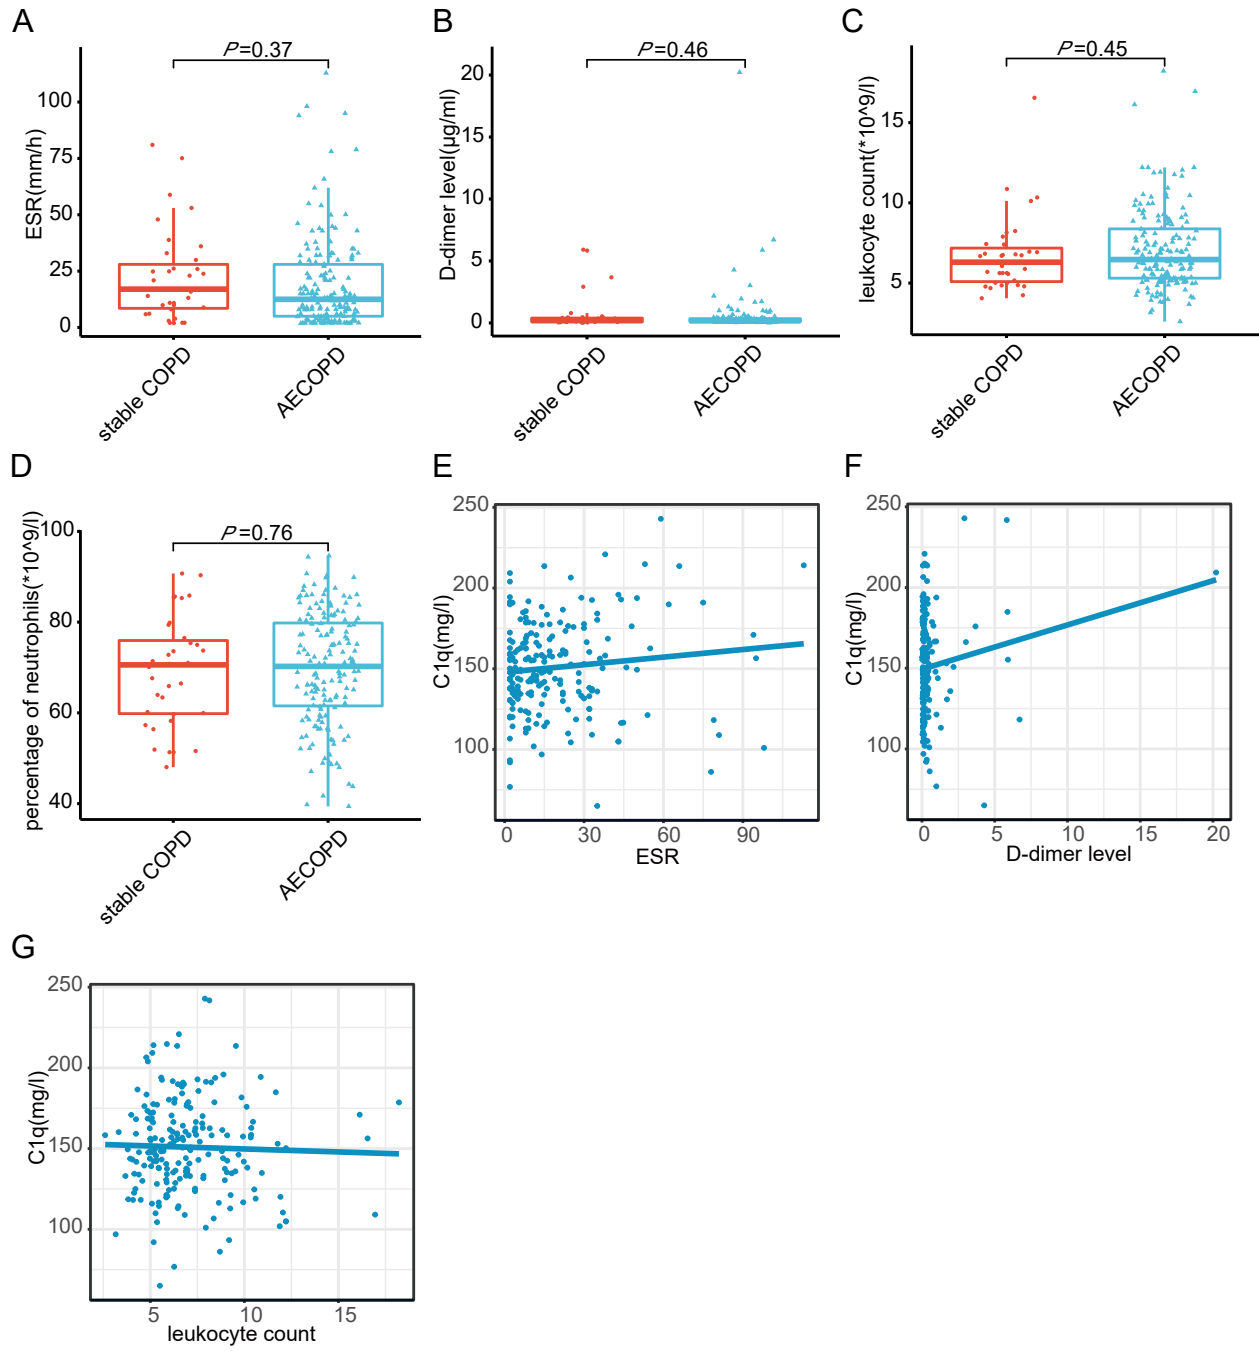 A
B
C
P=0.37
P=0.46
P=0.45
ESR(mm/h)
100
75
50
25
0
stable COPD
AECOPD
D-dimer level(μg/ml)
20
15
10
5
0
stable COPD
AECOPD
leukocyte count(*10^9/l)
15
10
5
stable COPD
AECOPD
D
E
F
P=0.76
percentage of neutrophils(*10^9/l)
100
80
60
40
stable COPD
AECOPD
C1q(mg/l)
250
200
150
100
0
30
60
90
ESR
C1q(mg/l)
250
200
150
100
0
5
10
15
20
D-dimer level
G
C1q(mg/l)
250
200
150
100
5
10
15
leukocyte count